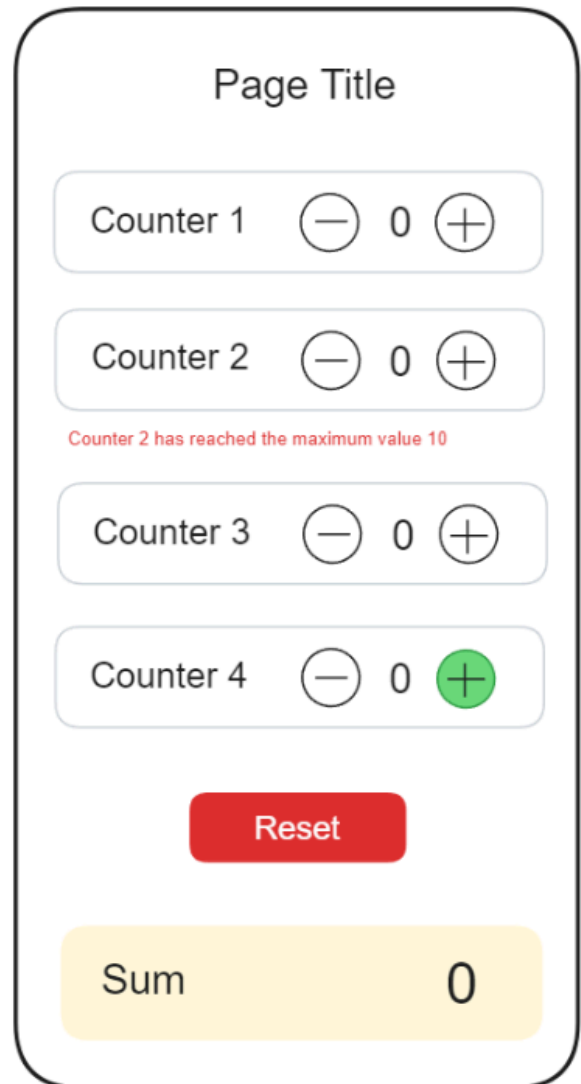 Page Title
Counter 1 0
Counter 2 0
Counter 2 has reached the maximum value 10
Counter 3 0
Counter 4 0
Reset
Sum 0